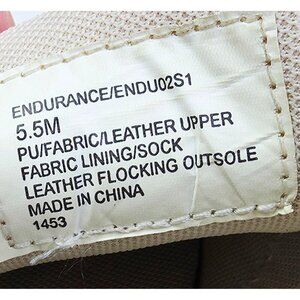 ENDURANCE/ENDU02S1
5.5M
PU/FABRIC/LEATHER UPPER
FABRIC LINING/SOCK
LEATHER FLOCKING OUTSOLE
MADE IN CHINA
1453